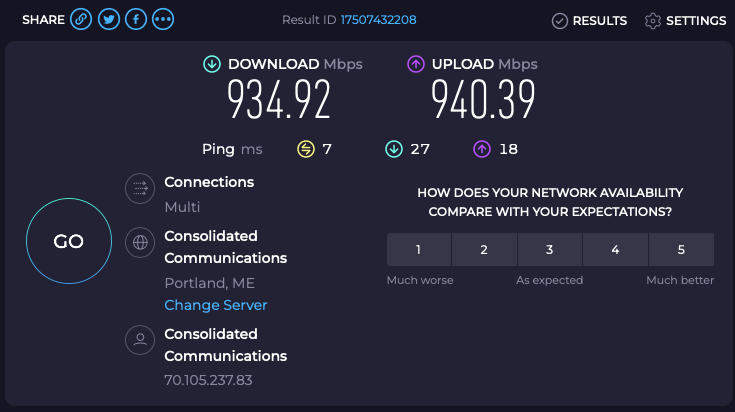 SHARE Result ID 17507432208 RESULTS SETTINGS
DOWNLOAD Mbps UPLOAD Mbps
934.92 940.39
Ping ms 7 27 18
Connections
Multi
Consolidated
Communications
Portland, ME
Change Server
Consolidated
Communications
70.105.237.83
GO
HOW DOES YOUR NETWORK AVAILABILITY
COMPARE WITH YOUR EXPECTATIONS?
1 2 3 4 5
Much worse As expected Much better